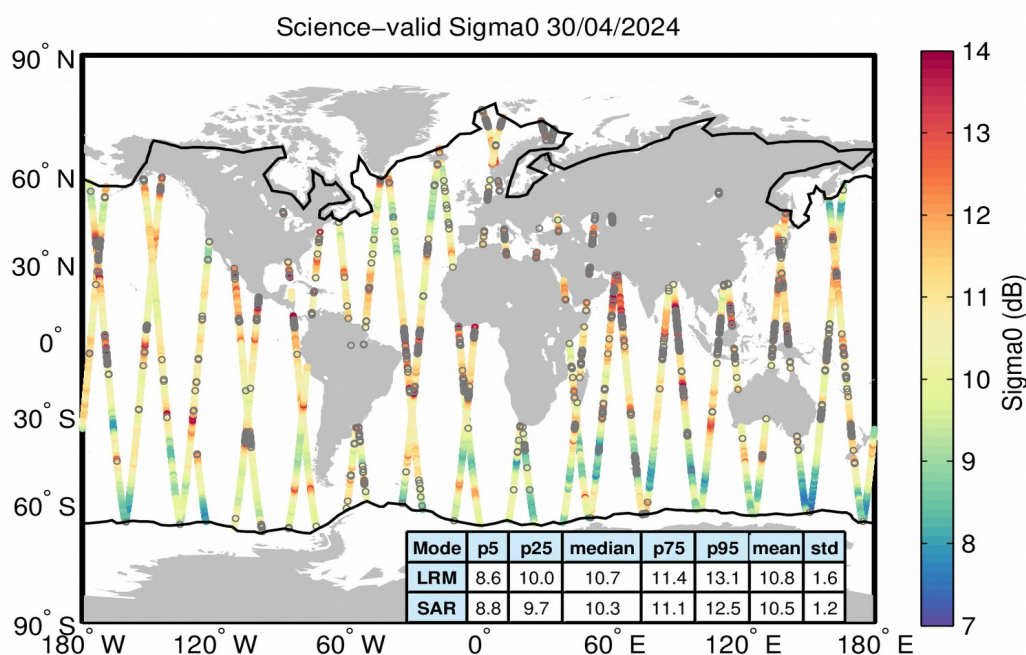 Science−valid Sigma0 30/04/2024
90° N
60° N
30° N
0°
30° S
60° S
90° S
180° W 120° W 60° W 0° 60° E 120° E 180° E
Mode p5 p25 median p75 p95 mean std
LRM 8.6 10.0 10.7 11.4 13.1 10.8 1.6
SAR 8.8 9.7 10.3 11.1 12.5 10.5 1.2
14
13
12
11
10
9
8
7
Sigma0 (dB)